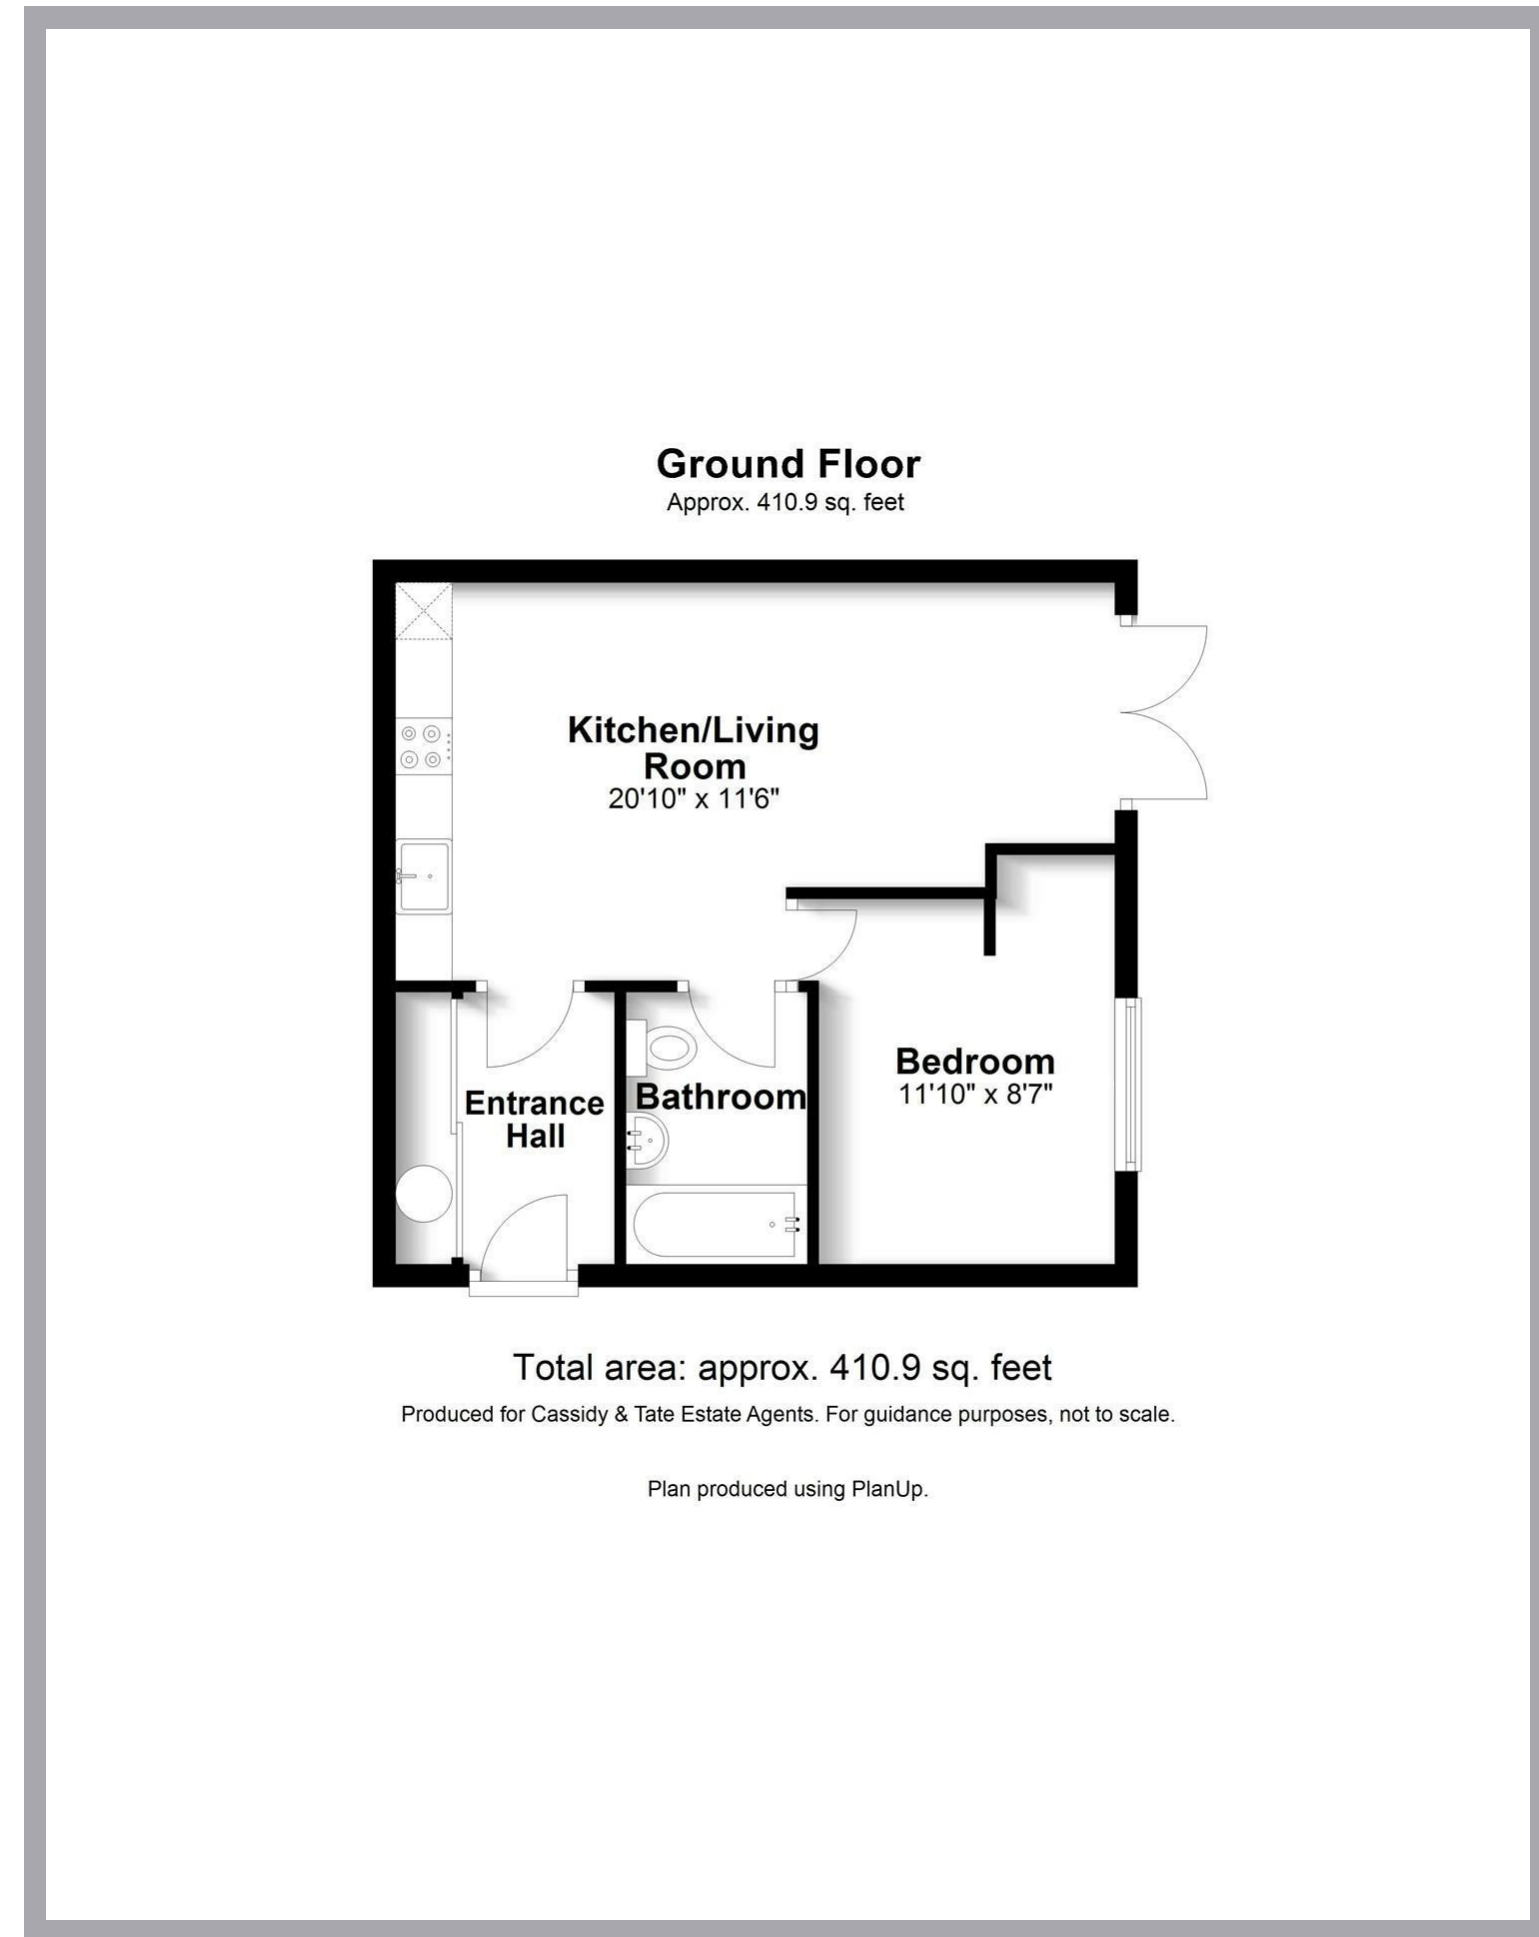 Ground Floor
Approx. 410.9 sq. feet
Kitchen/Living
Room
20'10" x 11'6"
Bedroom
11'10" x 8'7"
Entrance
Hall
Bathroom
Total area: approx. 410.9 sq. feet
Produced for Cassidy & Tate Estate Agents. For guidance purposes, not to scale.
Plan produced using PlanUp.